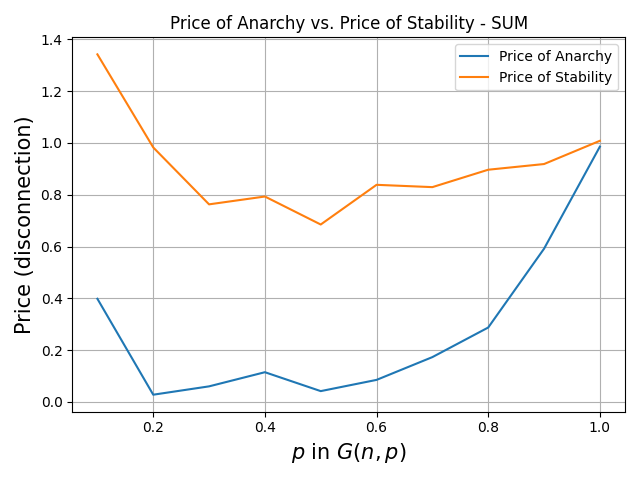 Price of Anarchy vs. Price of Stability - SUM
Price of Anarchy
Price of Stability
Price (disconnection)
1.4
1.2
1.0
0.8
0.6
0.4
0.2
0.0
0.2 0.4 0.6 0.8 1.0
p in G(n, p)